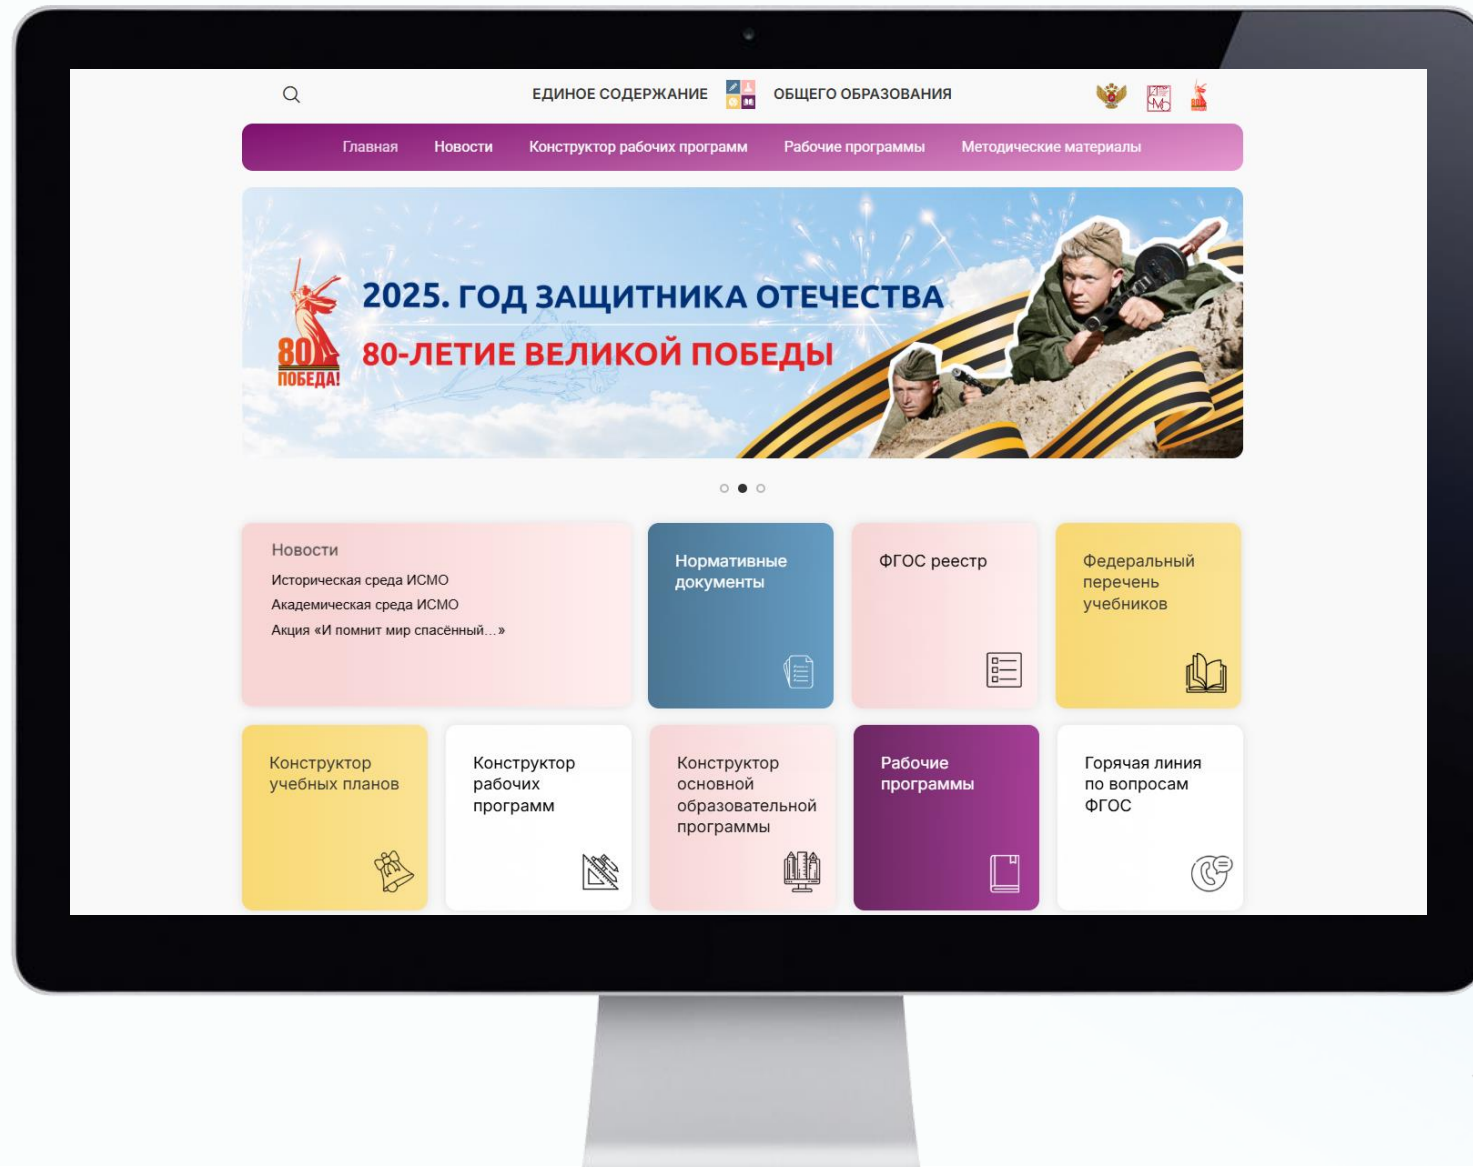 ЕДИНОЕ СОДЕРЖАНИЕ ОБЩЕГО ОБРАЗОВАНИЯ
Главная Новости Конструктор рабочих программ Рабочие программы Методические материалы
2025. ГОД ЗАЩИТНИКА ОТЕЧЕСТВА
80-ЛЕТИЕ ВЕЛИКОЙ ПОБЕДЫ
80
ПОБЕДА!
Новости
Историческая среда ИСМО
Академическая среда ИСМО
Акция «И помнит мир спасённый...»
Нормативные
документы
ФГОС реестр
Федеральный
перечень
учебников
Конструктор
учебных планов
Конструктор
рабочих
программ
Конструктор
основной
образовательной
программы
Рабочие
программы
Горячая линия
по вопросам
ФГОС